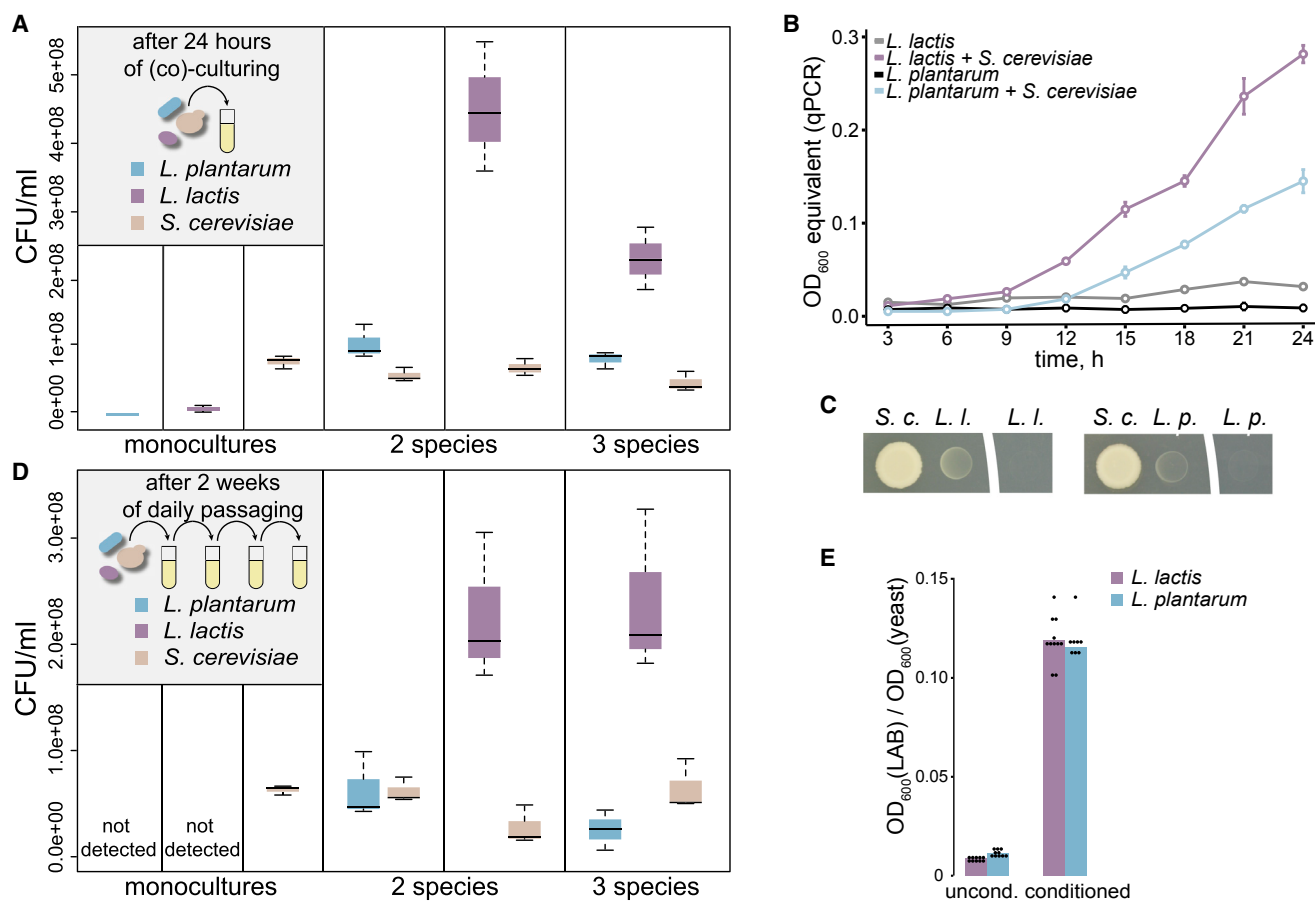 A
after 24 hours
of (co)-culturing
L. plantarum
L. lactis
S. cerevisiae
CFU/ml
5e+08
4e+08
3e+08
2e+08
1e+08
0e+00
monocultures
2 species
3 species
B
L. lactis
L. lactis + S. cerevisiae
L. plantarum
L. plantarum + S. cerevisiae
OD600 equivalent (qPCR)
0.3
0.2
0.1
0.0
3 6 9 12 15 18 21 24
time, h
C
S. c. L. l. L. l.
S. c. L. p. L. p.
D
after 2 weeks
of daily passaging
L. plantarum
L. lactis
S. cerevisiae
CFU/ml
3.0e+08
2.0e+08
1.0e+08
0.0e+00
not
detected
not
detected
monocultures
2 species
3 species
E
L. lactis
L. plantarum
OD600(LAB) / OD600(yeast)
0.15
0.10
0.05
0
uncond. conditioned